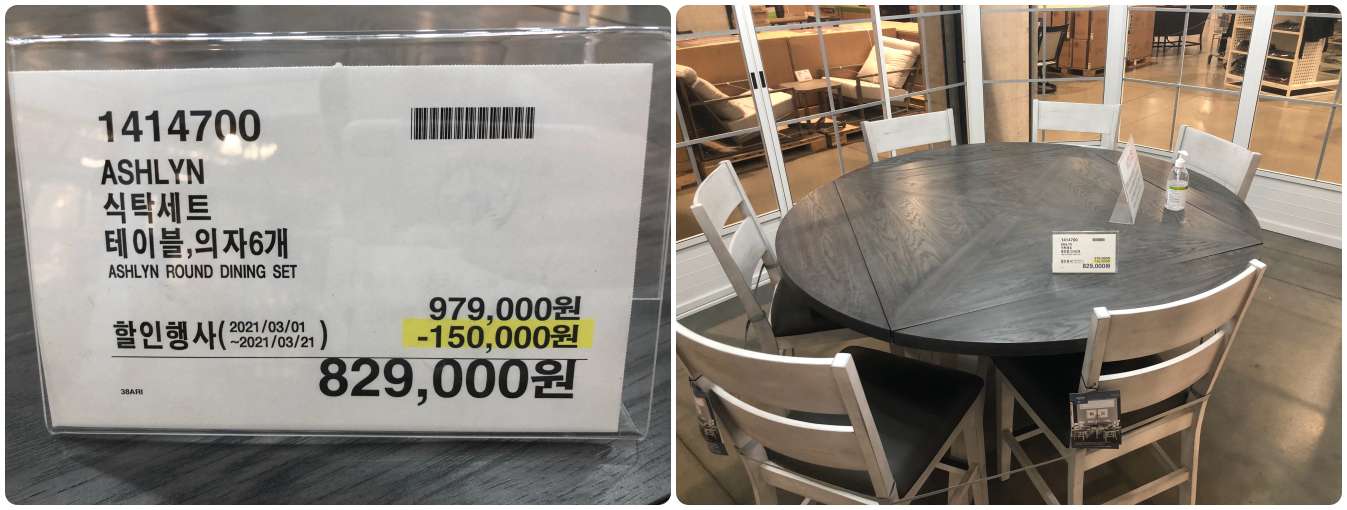 1414700
ASHLYN
식탁세트
테이블,의자6개
ASHLYN ROUND DINING SET
979,000원
할인행사( 2021/03/01 ~2021/03/21 )
-150,000원
829,000원
38ARI
1414700
829,000원